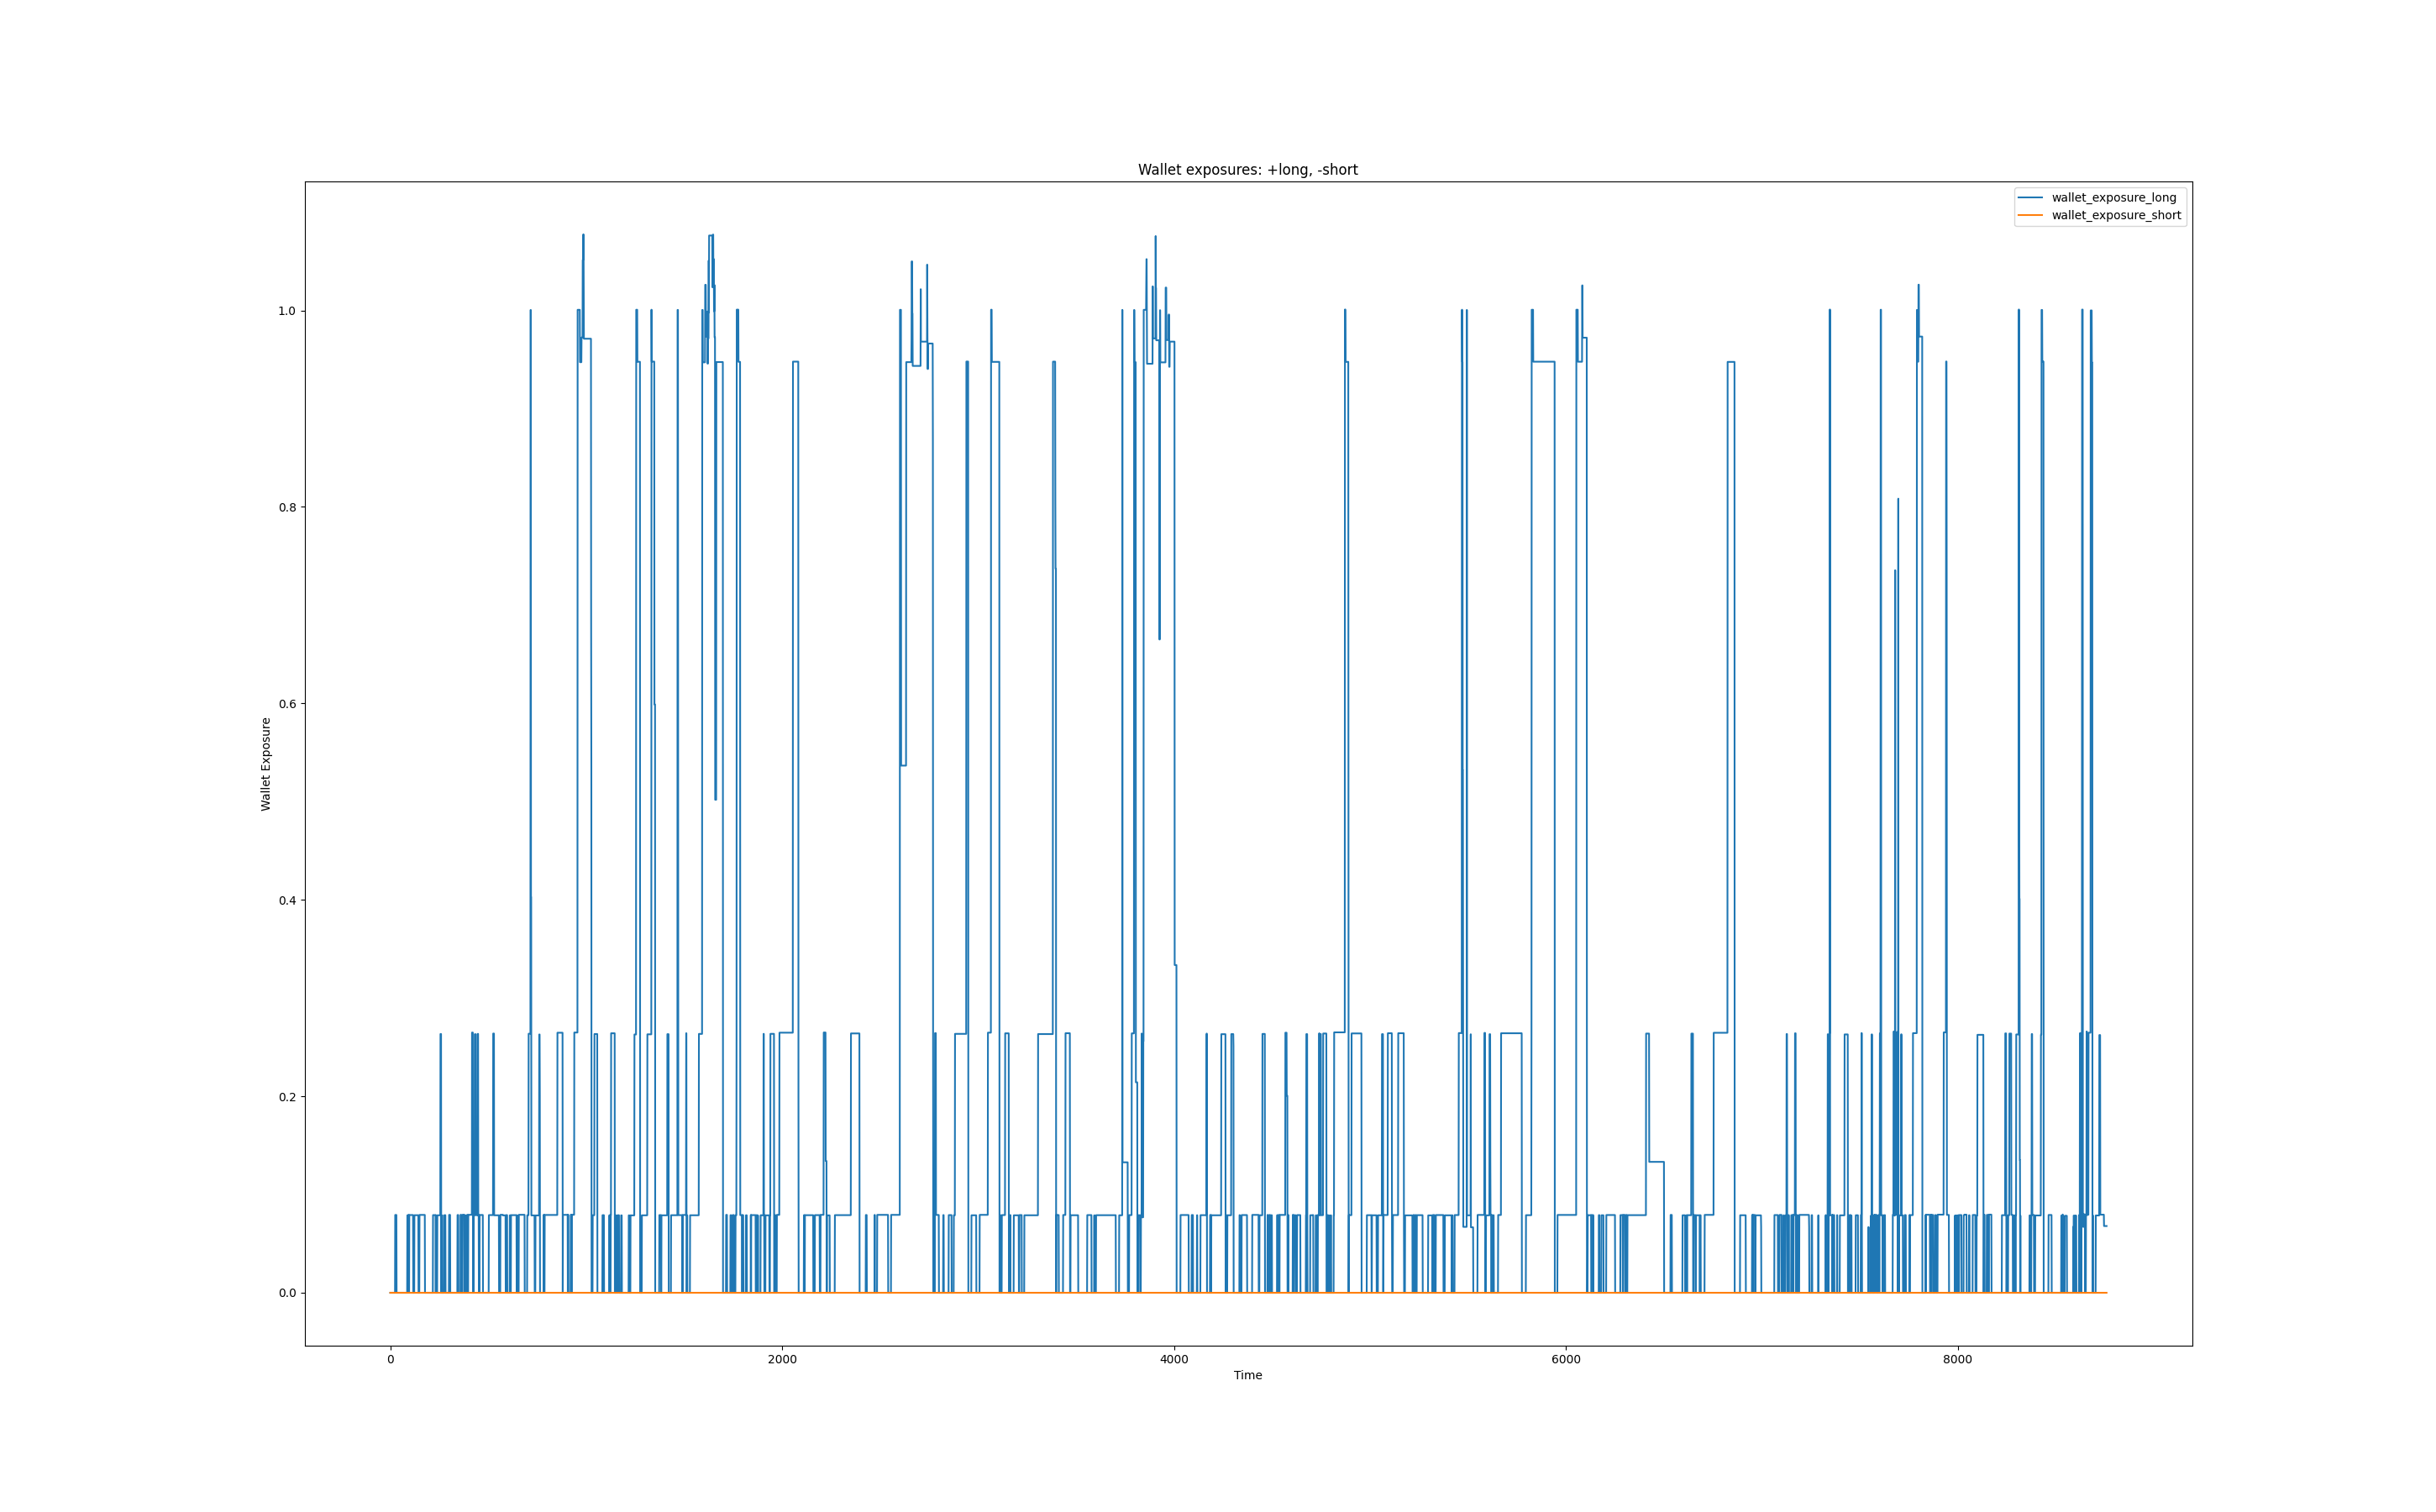 Wallet exposures: +long, -short
wallet_exposure_long
wallet_exposure_short
1.0
0.8
0.6
0.4
0.2
0.0
Wallet Exposure
0 2000 4000 6000 8000
Time